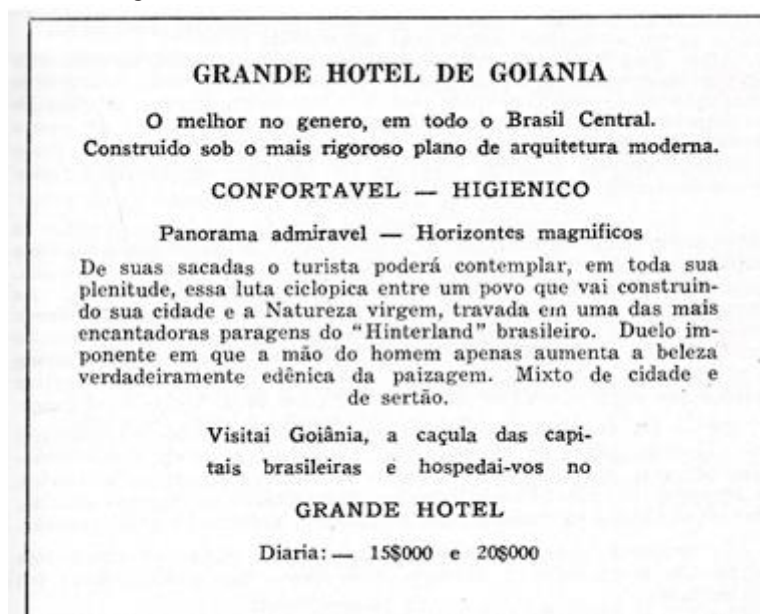 GRANDE HOTEL DE GOIÂNIA
O melhor no genero, em todo o Brasil Central.
Construido sob o mais rigoroso plano de arquitetura moderna.
CONFORTAVEL — HIGIENICO
Panorama admiravel — Horizontes magnificos
De suas sacadas o turista poderá contemplar, em toda sua
plenitude, essa luta ciclopica entre um povo que vai construin-
do sua cidade e a Natureza virgem, travada em uma das mais
encantadoras paragens do "Hinterland" brasileiro. Duelo im-
ponente em que a mão do homem apenas aumenta a beleza
verdadeiramente edênica da paizagem. Mixto de cidade e
de sertão.
Visitai Goiânia, a caçula das capi-
tais brasileiras e hospedai-vos no
GRANDE HOTEL
Diaria: — 15$000 e 20$000